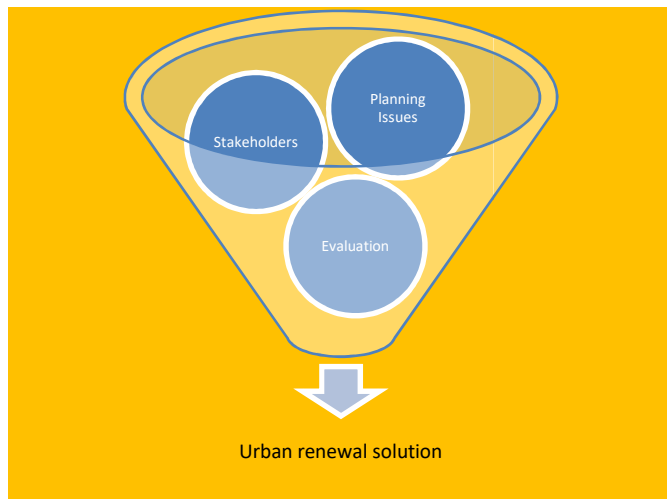 Planning
Issues
Stakeholders
Evaluation
Urban renewal solution